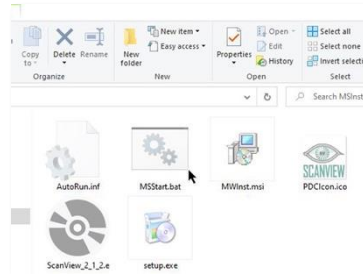 New item
Easy access
Copy to
Delete
Rename
New folder
Properties
Open
Edit
History
Select all
Select none
Invert selecti
Organize
New
Open
Select
Search MSInst
AutoRun.inf
MSStart.bat
MWInst.msi
SCANVIEW
PDCIcon.ico
ScanView_2_1_2.e
setup.exe